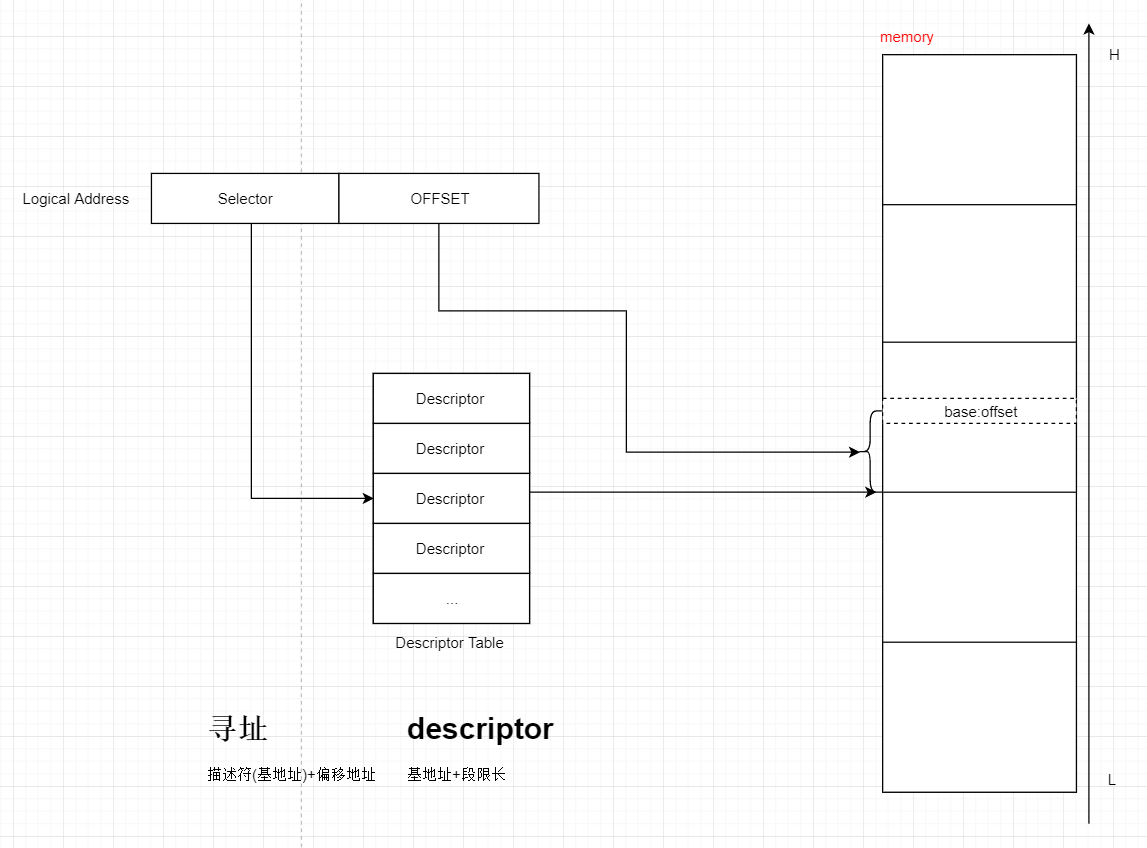 memory
H
Logical Address
Selector
OFFSET
Descriptor
base:offset
Descriptor
Descriptor
Descriptor
...
Descriptor Table
寻址
descriptor
描述符(基地址)+偏移地址
基地址+段限长
L